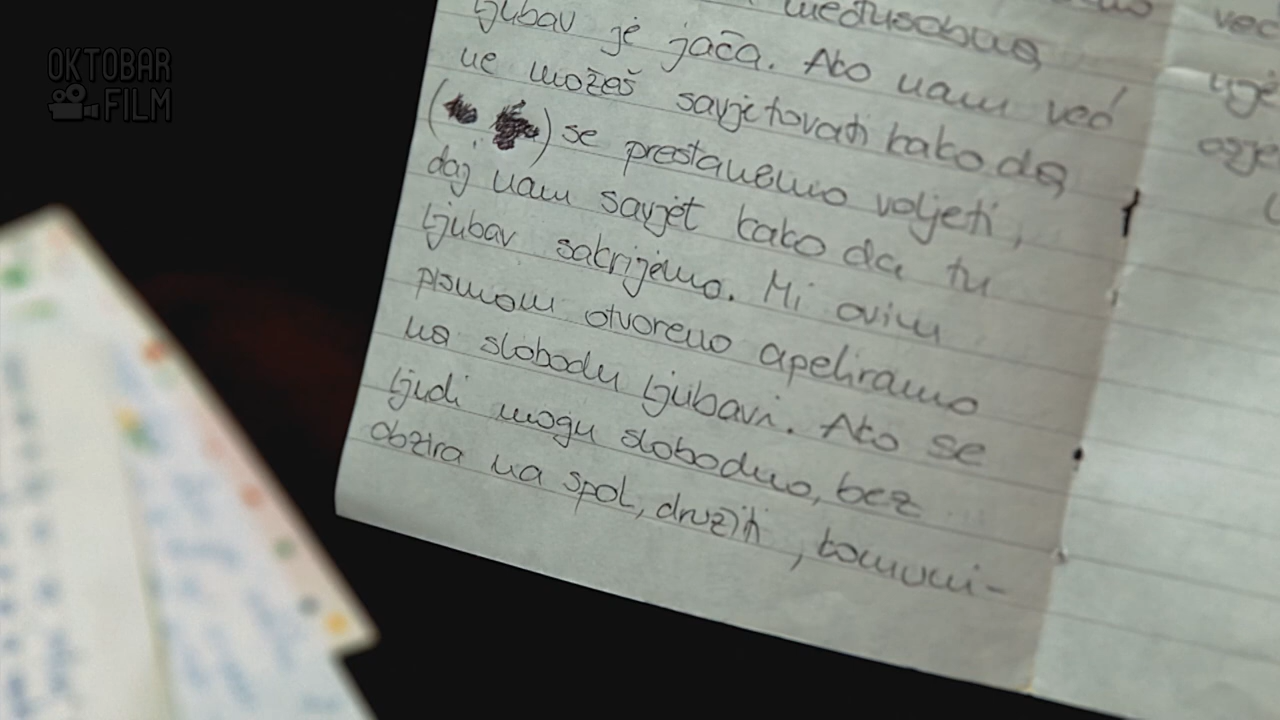 OKTOBAR
FILM
međusobna
ljubav je jača. Ako nam već
ne možeš savjetovati kako da
( ) se prestanemo voljeti,
daj nam savjet kako da tu
ljubav sakrijemo. Mi ovim
pismom otvoreno apeliramo
na slobodu ljubavi. Ako se
ljudi mogu slobodno, bez
obzira na spol, družiti, komuni-
već